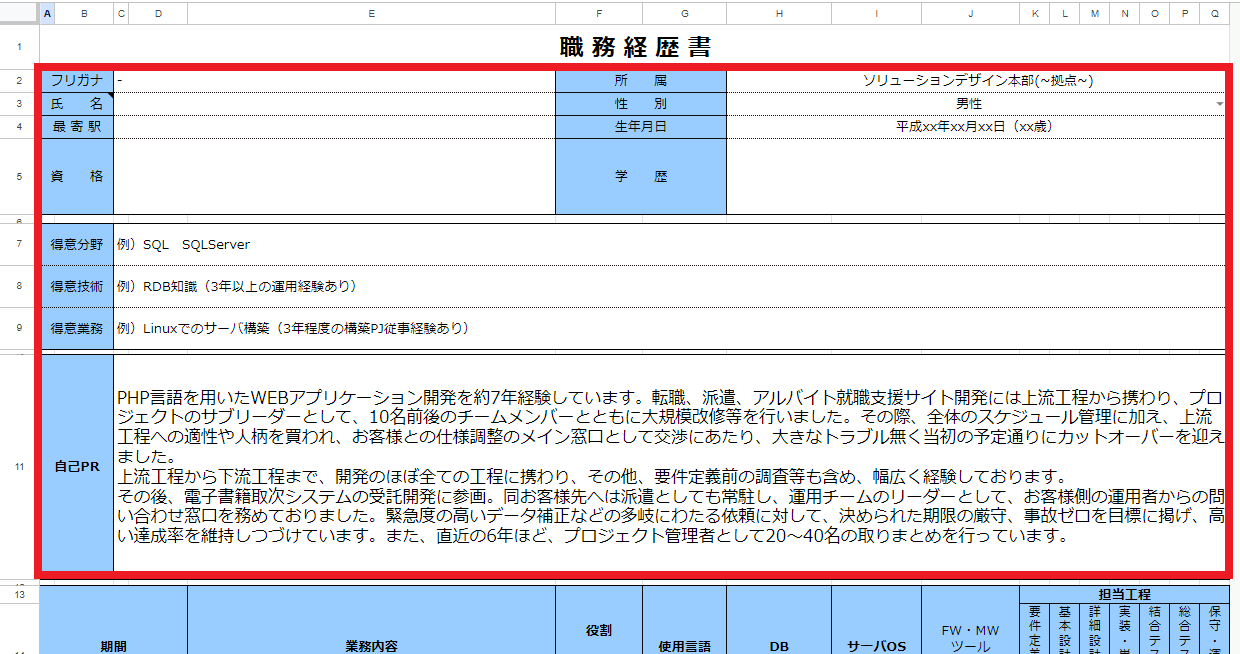 A B C D E F G H I J K L M N O P Q
1 職務経歴書
2 フリガナ - 所　属 ソリューションデザイン本部(~拠点~)
3 氏　名 性　別 男性
4 最寄駅 生年月日 平成xx年xx月xx日（xx歳）
5 資　格 学　歴
7 得意分野 例）SQL　SQLServer
8 得意技術 例）RDB知識（3年以上の運用経験あり）
9 得意業務 例）Linuxでのサーバ構築（3年程度の構築PJ従事経験あり）
11 自己PR
PHP言語を用いたWEBアプリケーション開発を約7年経験しています。転職、派遣、アルバイト就職支援サイト開発には上流工程から携わり、プロ
ジェクトのサブリーダーとして、10名前後のチームメンバーとともに大規模改修等を行いました。その際、全体のスケジュール管理に加え、上流
工程への適性や人柄を買われ、お客様との仕様調整のメイン窓口として交渉にあたり、大きなトラブル無く当初の予定通りにカットオーバーを迎え
ました。
上流工程から下流工程まで、開発のほぼ全ての工程に携わり、その他、要件定義前の調査等も含め、幅広く経験しております。
その後、電子書籍取次システムの受託開発に参画。同お客様先へは派遣としても常駐し、運用チームのリーダーとして、お客様側の運用者からの問
い合わせ窓口を務めておりました。緊急度の高いデータ補正などの多岐にわたる依頼に対して、決められた期限の厳守、事故ゼロを目標に掲げ、高
い達成率を維持しつづけています。また、直近の6年ほど、プロジェクト管理者として20～40名の取りまとめを行っています。
13 担当工程
期間 業務内容 役割 使用言語 DB サーバOS FW・MW
ツール
要件定
基本設
詳細設
実装・
結合テ
総合テ
保守・